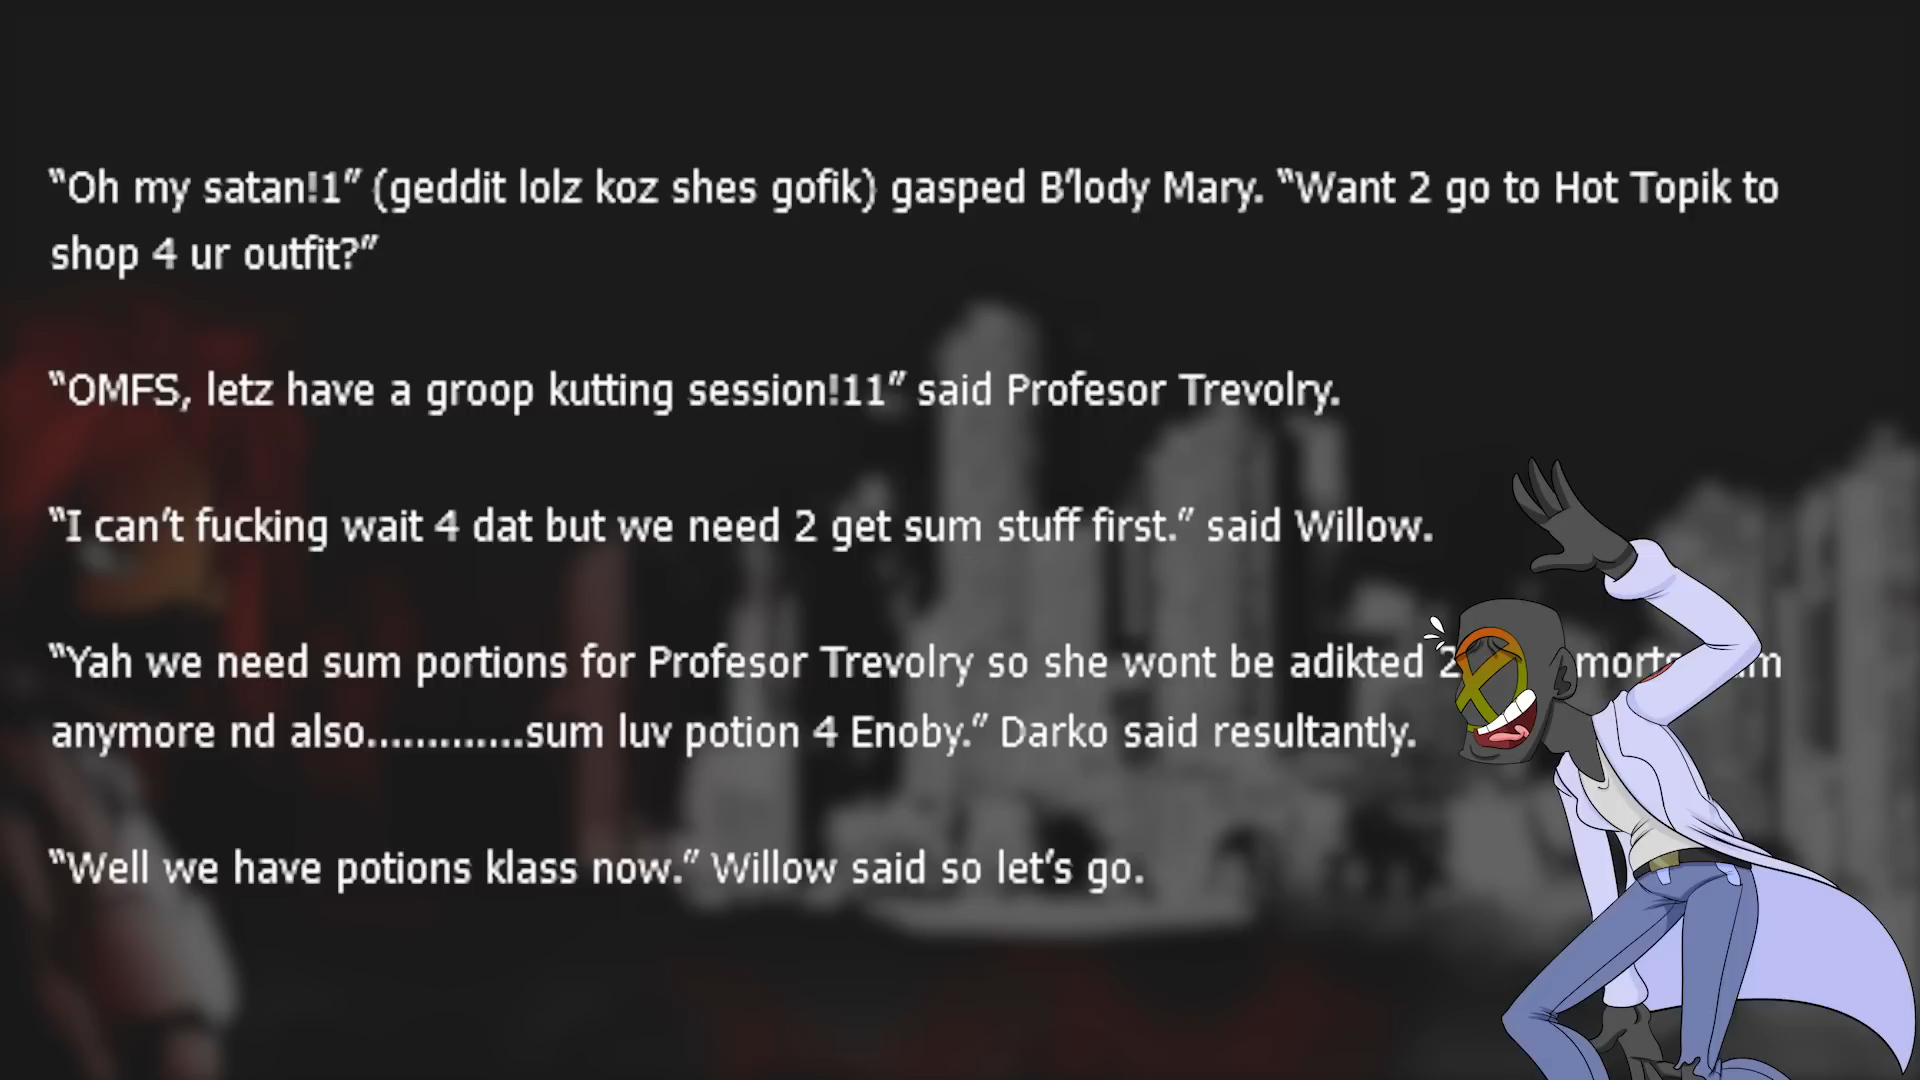 “Oh my satan!1” (geddit lolz koz shes gofik) gasped B’lody Mary. “Want 2 go to Hot Topik to
shop 4 ur outfit?”
“OMFS, letz have a groop kutting session!11” said Profesor Trevolry.
“I can’t fucking wait 4 dat but we need 2 get sum stuff first.” said Willow.
“Yah we need sum portions for Profesor Trevolry so she wont be adikted 2
anymore nd also.............sum luv potion 4 Enoby.” Darko said resultantly.
“Well we have potions klass now.” Willow said so let’s go.